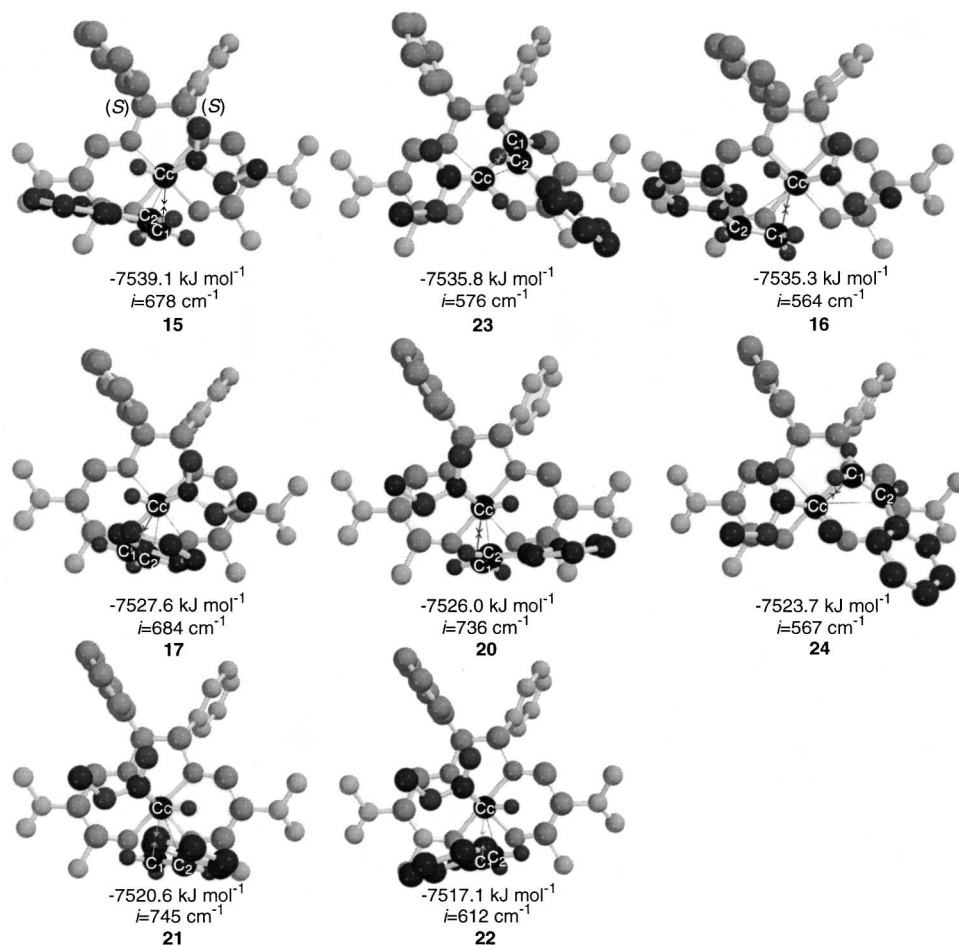 (S) (S)
Cc
C2
C1
-7539.1 kJ mol⁻¹
i=678 cm⁻¹
15
C1
C2
Cc
-7535.8 kJ mol⁻¹
i=576 cm⁻¹
23
Cc
C2 C1
-7535.3 kJ mol⁻¹
i=564 cm⁻¹
16
Cc
C1 C2
-7527.6 kJ mol⁻¹
i=684 cm⁻¹
17
Cc
C1 C2
-7526.0 kJ mol⁻¹
i=736 cm⁻¹
20
C1
C2
Cc
-7523.7 kJ mol⁻¹
i=567 cm⁻¹
24
Cc
C1 C2
-7520.6 kJ mol⁻¹
i=745 cm⁻¹
21
Cc
C1 C2
-7517.1 kJ mol⁻¹
i=612 cm⁻¹
22